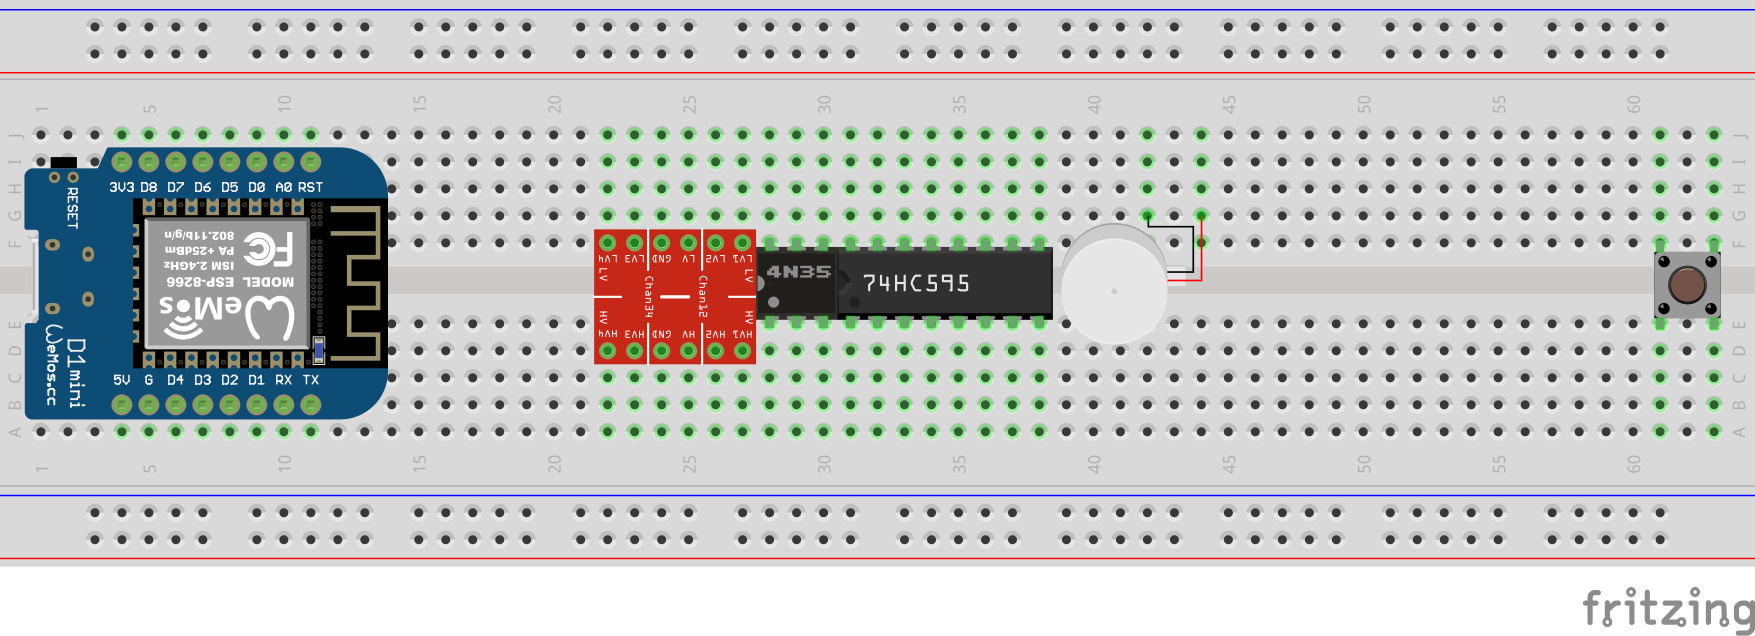 1 5 10 15 20 25 30 35 40 45 50 55 60
J J
I I
H H
G G
F F
3V3 D8 D7 D6 D5 D0 A0 RST
RESET
802.11b/g/n
PA +25dBm
ISM 2.4GHz
MODEL ESP-8266
FC
WeMos
D1 mini
WeMos.cc
5V G D4 D3 D2 D1 RX TX
LV4 LV3 GND LV LV2 LV1
LV LV
Chan34 Chan12
HV HV
HV4 HV3 GND HV HV2 HV1
4N35
74HC595
E E
D D
C C
B B
A A
1 5 10 15 20 25 30 35 40 45 50 55 60
fritzing